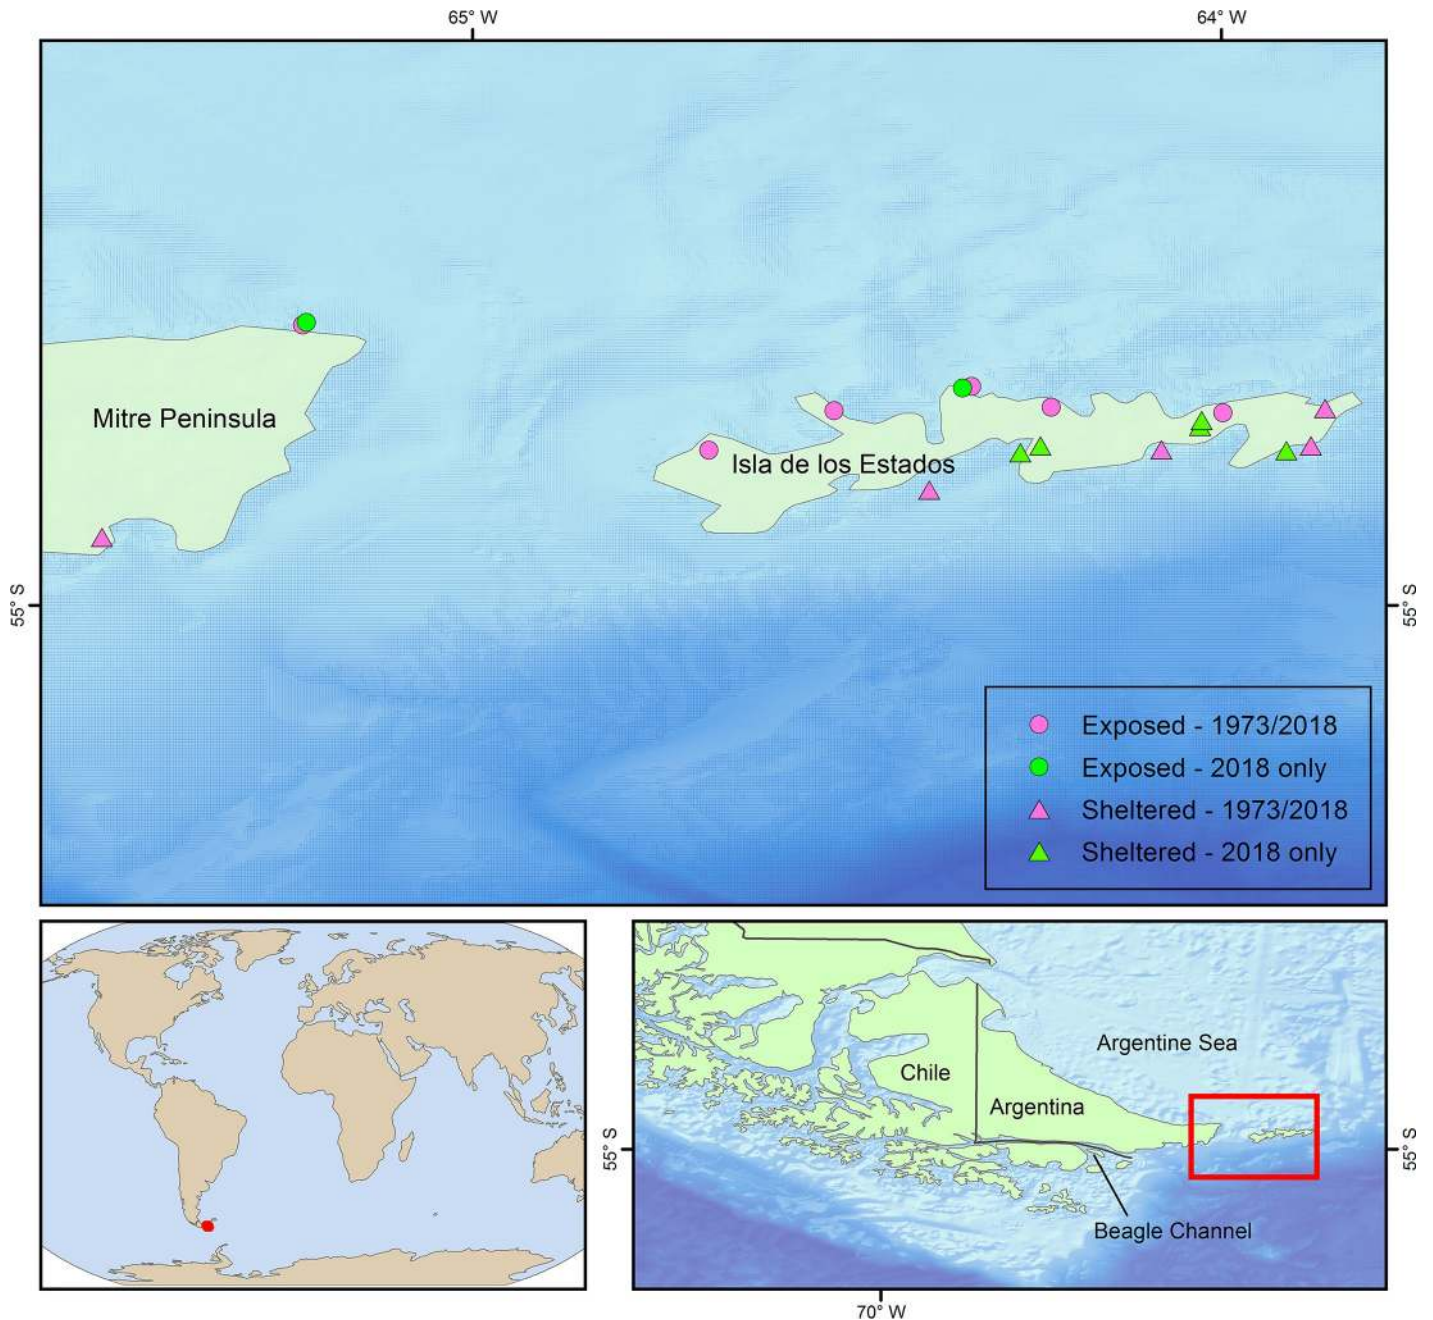 65° W
64° W
Mitre Peninsula
Isla de los Estados
55° S
55° S
Exposed - 1973/2018
Exposed - 2018 only
Sheltered - 1973/2018
Sheltered - 2018 only
Argentine Sea
Chile
Argentina
55° S
55° S
Beagle Channel
70° W